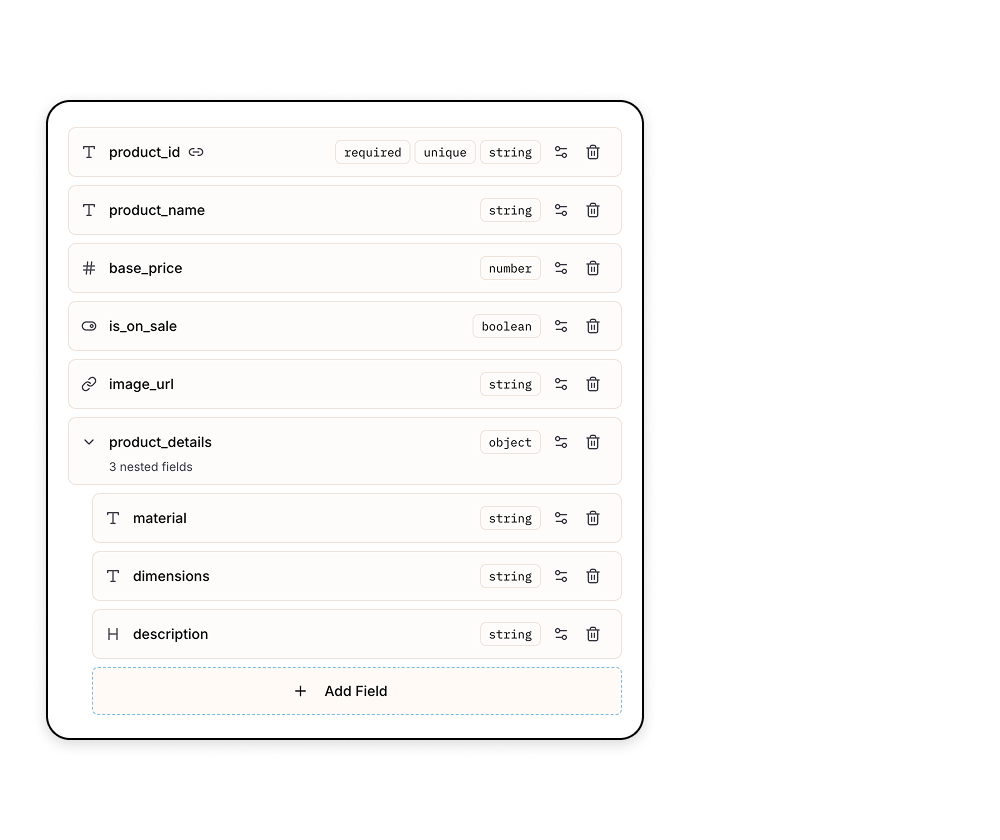 product_id required unique string
product_name string
base_price number
is_on_sale boolean
image_url string
product_details object
3 nested fields
material string
dimensions string
description string
Add Field